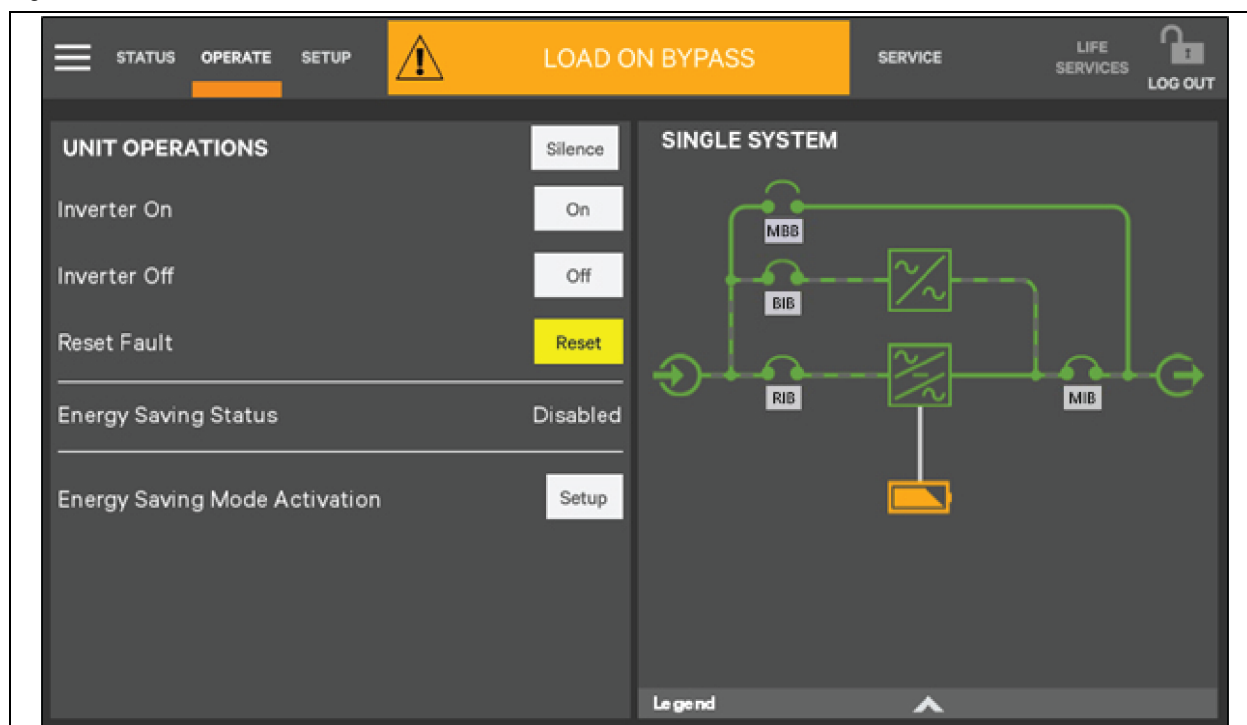 STATUS OPERATE SETUP LOAD ON BYPASS SERVICE LIFE SERVICES LOG OUT
UNIT OPERATIONS Silence
Inverter On On
Inverter Off Off
Reset Fault Reset
Energy Saving Status Disabled
Energy Saving Mode Activation Setup
SINGLE SYSTEM
MBB
BIB
RIB MIB
Legend